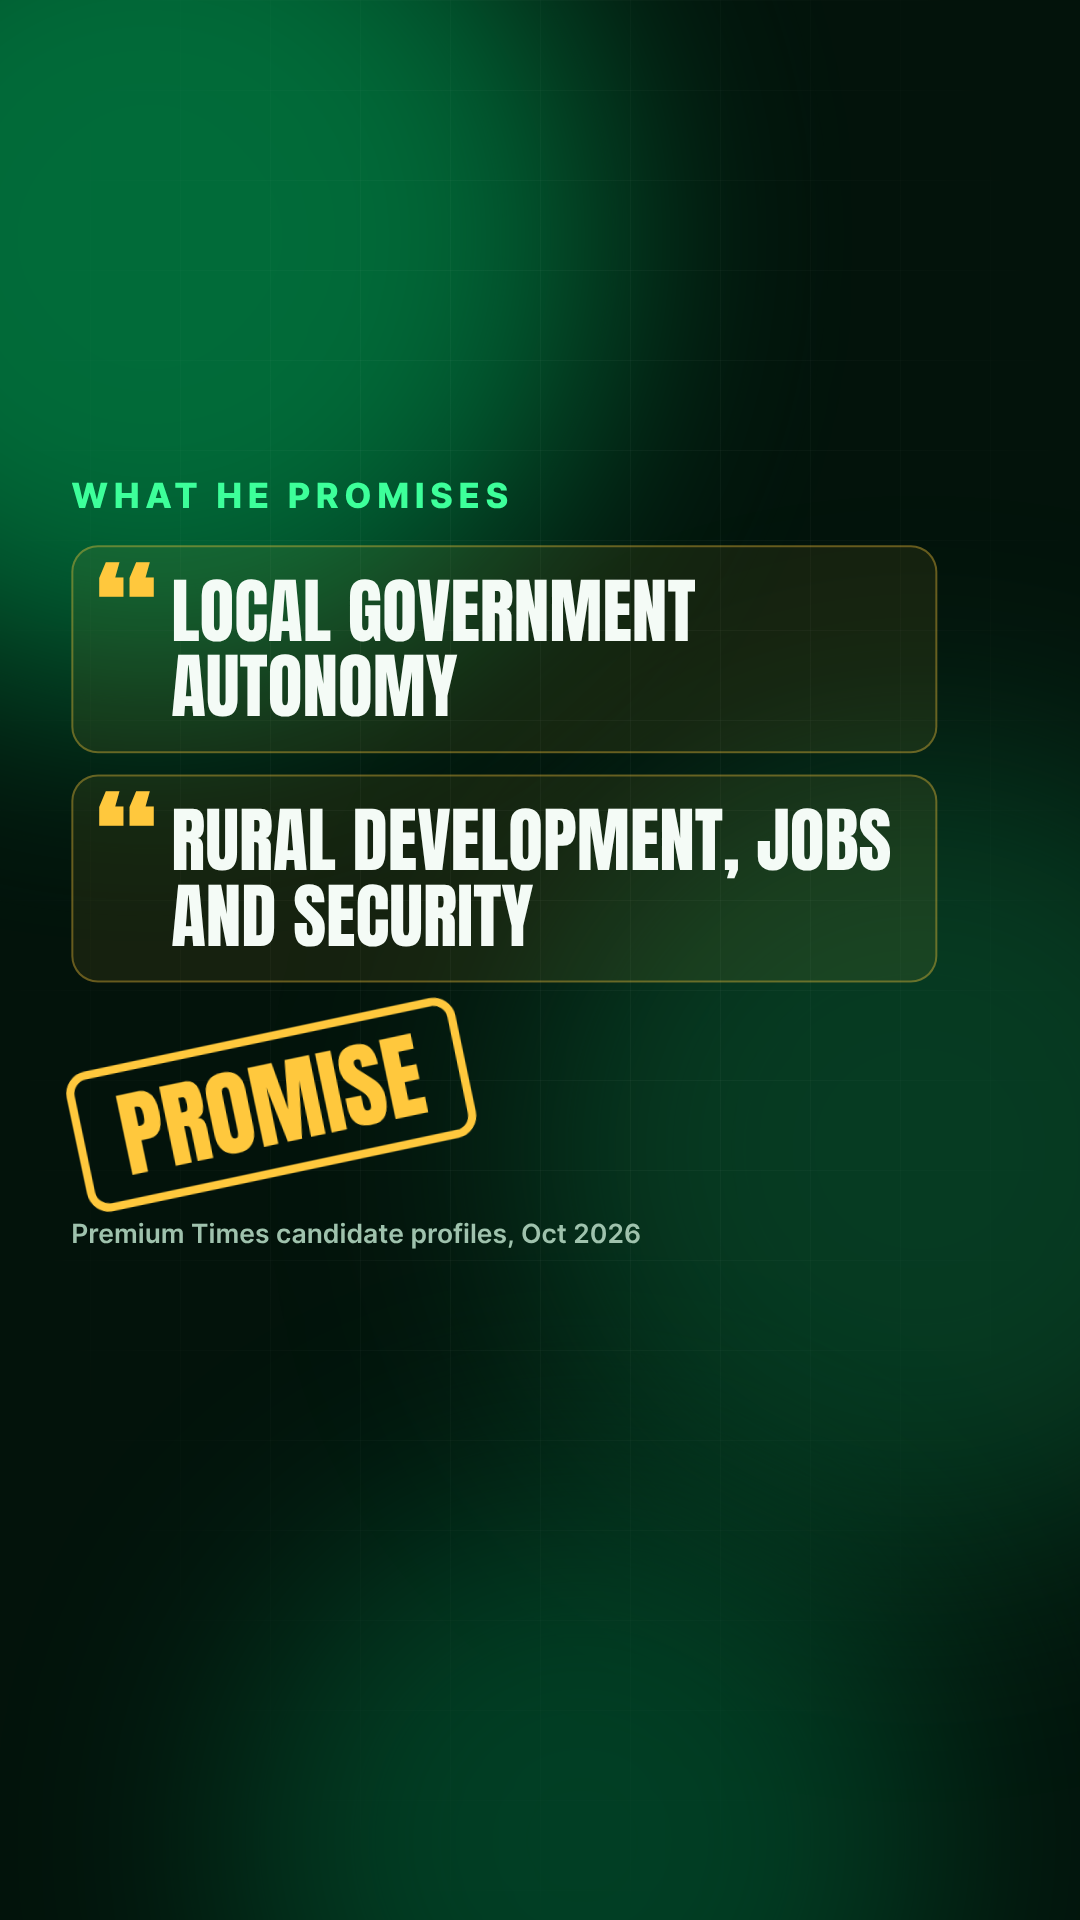 WHAT HE PROMISES
❝ LOCAL GOVERNMENT
AUTONOMY
❝ RURAL DEVELOPMENT, JOBS
AND SECURITY
PROMISE
Premium Times candidate profiles, Oct 2026